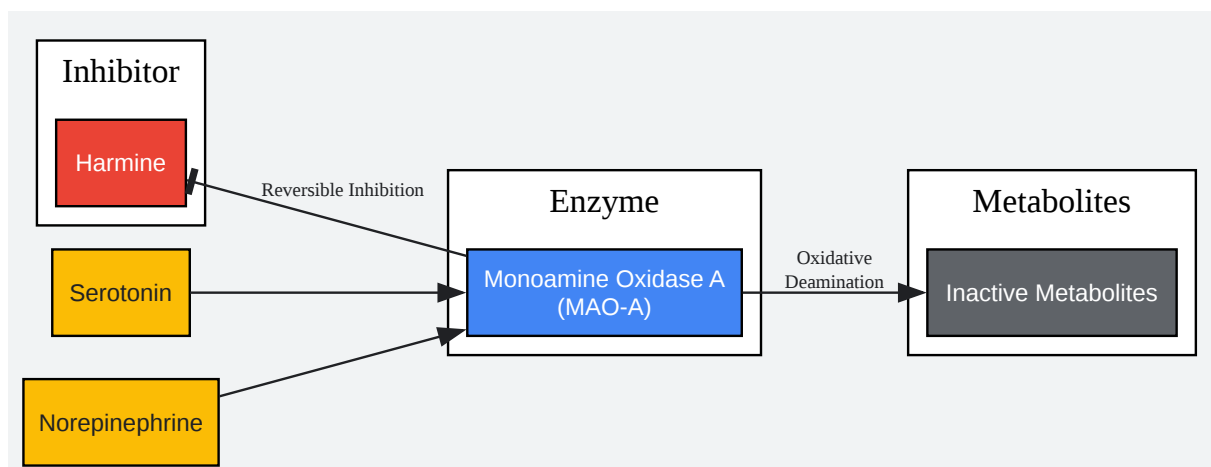 Inhibitor
Harmine
Reversible Inhibition
Serotonin
Norepinephrine
Enzyme
Monoamine Oxidase A
(MAO-A)
Oxidative
Deamination
Metabolites
Inactive Metabolites